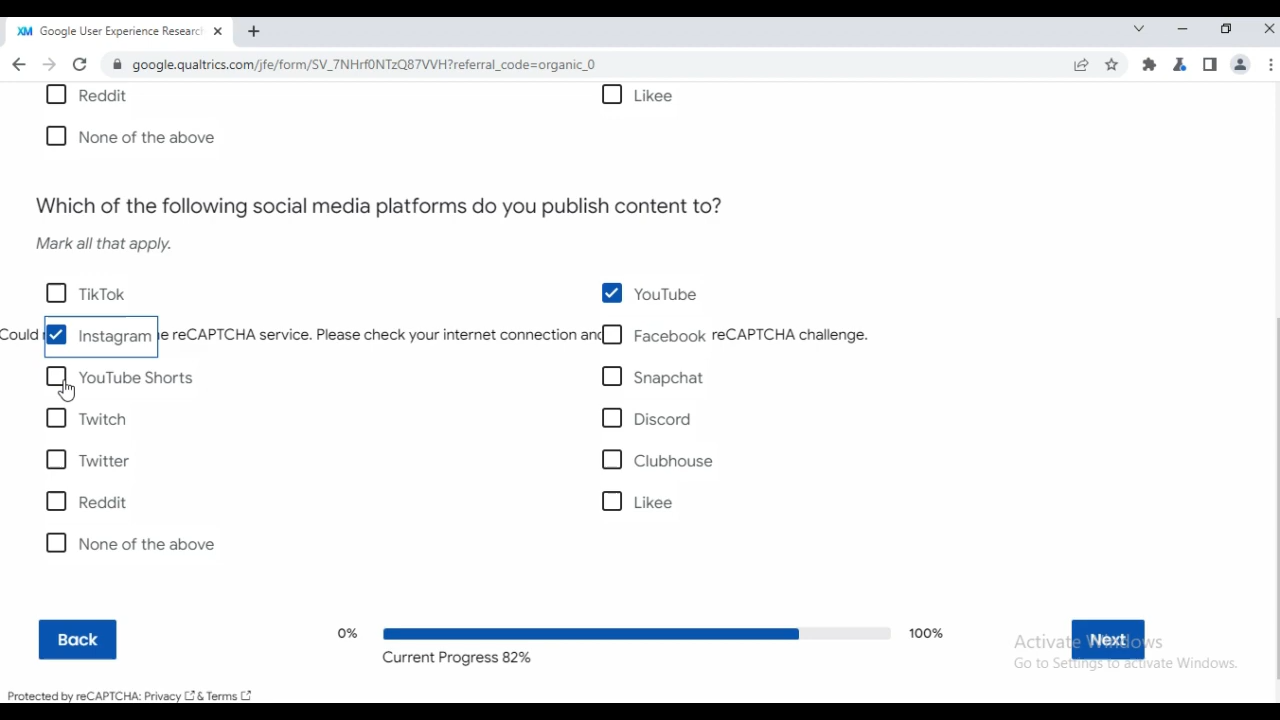 XM Google User Experience Research
google.qualtrics.com/jfe/form/SV_7NHrf0NTzQ87VVH?referral_code=organic_0
Reddit
Likee
None of the above
Which of the following social media platforms do you publish content to?
Mark all that apply.
TikTok
YouTube
Could
Instagram
reCAPTCHA service. Please check your internet connection and
Facebook
reCAPTCHA challenge.
YouTube Shorts
Snapchat
Twitch
Discord
Twitter
Clubhouse
Reddit
Likee
None of the above
Back
0%
100%
Current Progress 82%
Next
Activate Windows
Go to Settings to activate Windows.
Protected by reCAPTCHA: Privacy & Terms